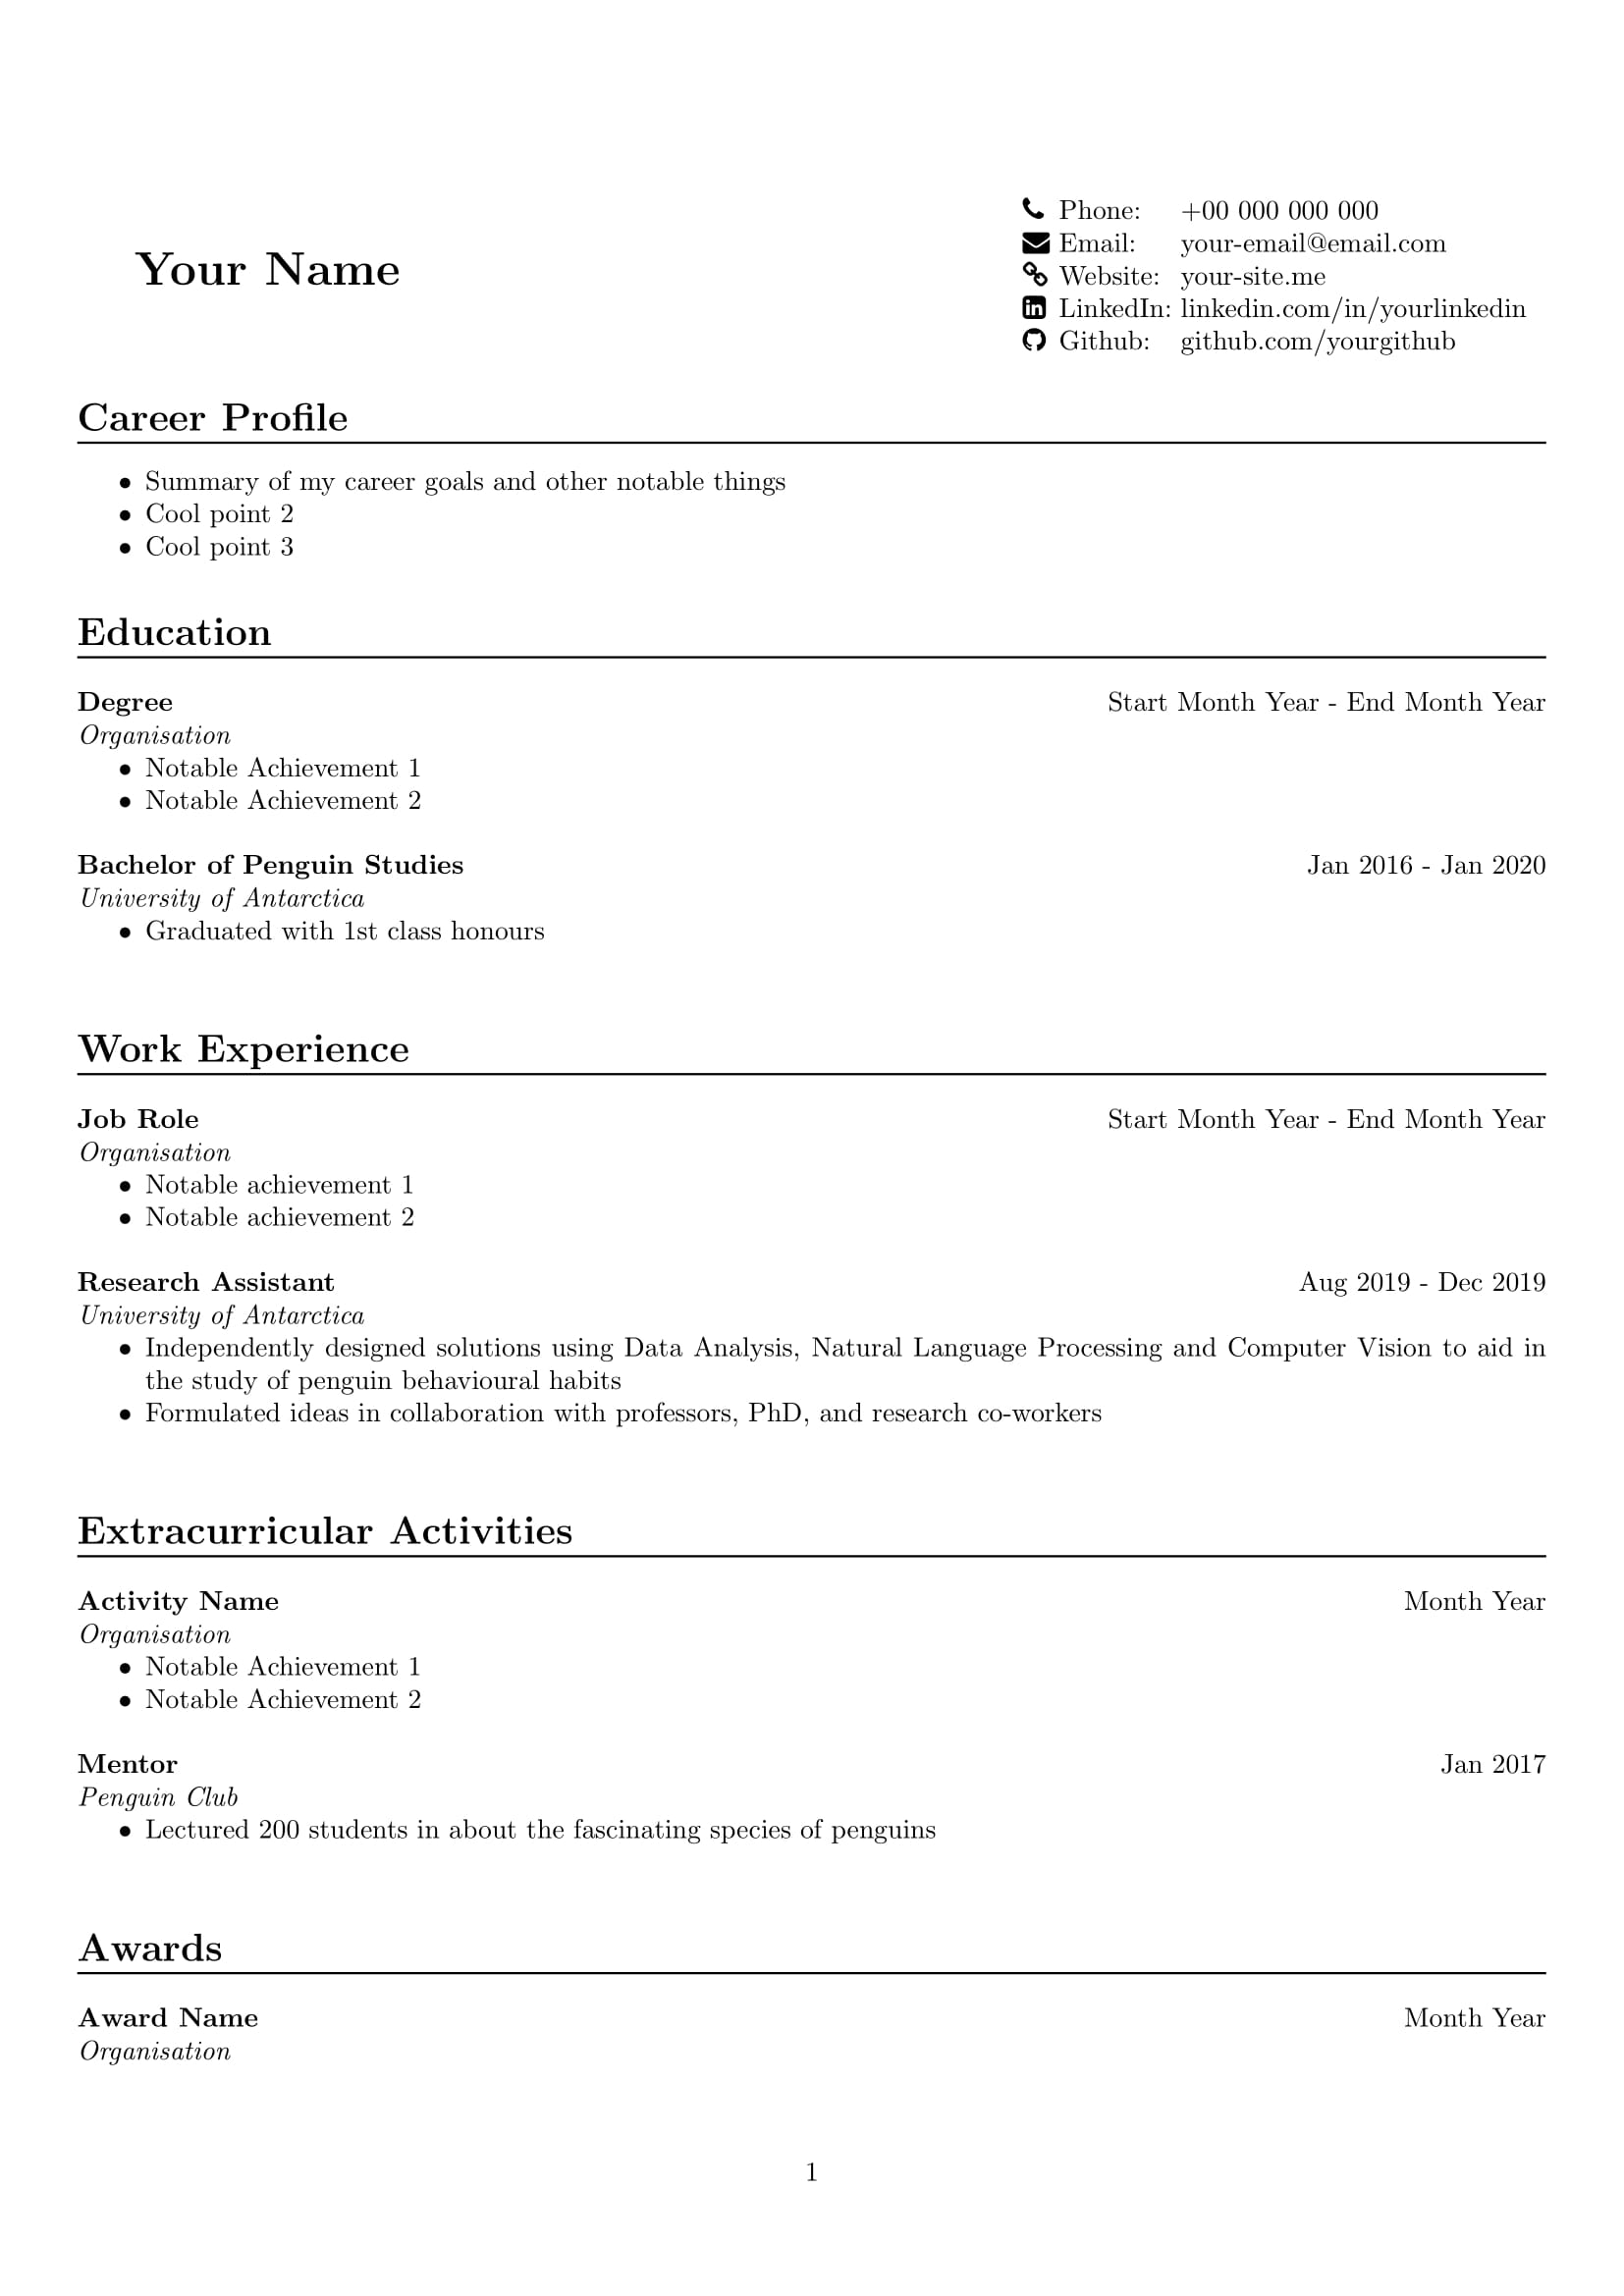 Your Name
Phone: +00 000 000 000
Email: your-email@email.com
Website: your-site.me
LinkedIn: linkedin.com/in/yourlinkedin
Github: github.com/yourgithub
Career Profile
• Summary of my career goals and other notable things
• Cool point 2
• Cool point 3
Education
Degree Start Month Year - End Month Year
Organisation
• Notable Achievement 1
• Notable Achievement 2
Bachelor of Penguin Studies Jan 2016 - Jan 2020
University of Antarctica
• Graduated with 1st class honours
Work Experience
Job Role Start Month Year - End Month Year
Organisation
• Notable achievement 1
• Notable achievement 2
Research Assistant Aug 2019 - Dec 2019
University of Antarctica
• Independently designed solutions using Data Analysis, Natural Language Processing and Computer Vision to aid in
the study of penguin behavioural habits
• Formulated ideas in collaboration with professors, PhD, and research co-workers
Extracurricular Activities
Activity Name Month Year
Organisation
• Notable Achievement 1
• Notable Achievement 2
Mentor Jan 2017
Penguin Club
• Lectured 200 students in about the fascinating species of penguins
Awards
Award Name Month Year
Organisation
1